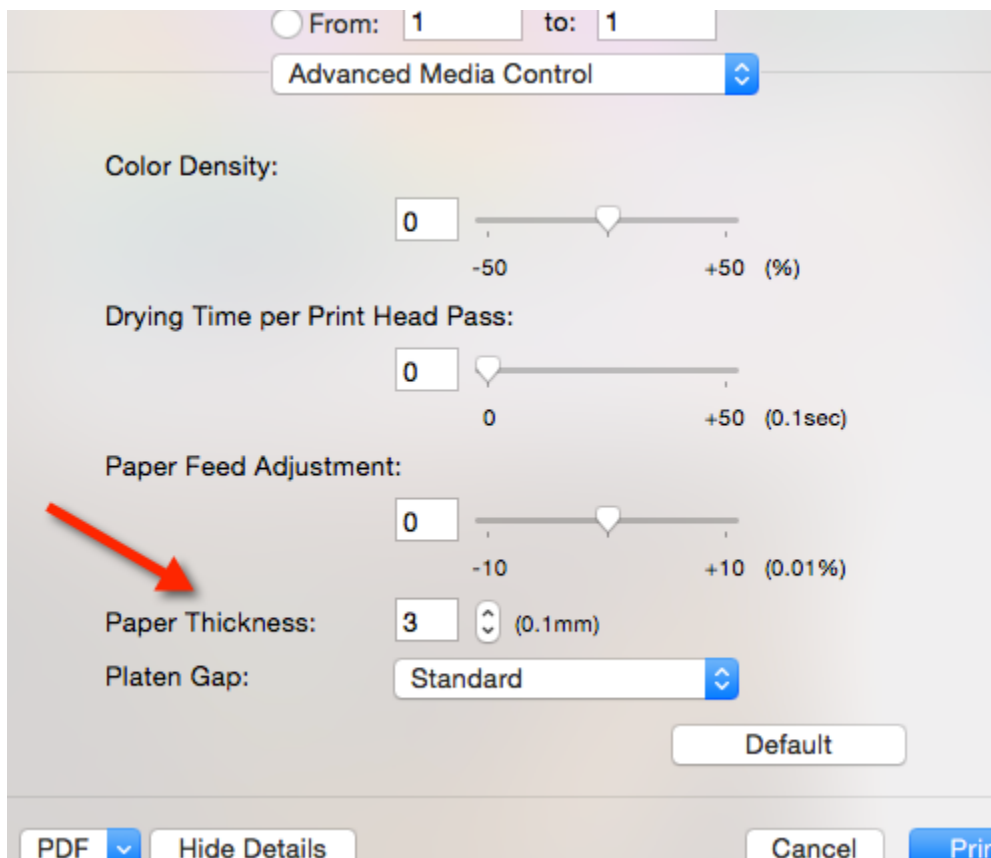 From: 1 to: 1
Advanced Media Control
Color Density:
0
-50 +50 (%)
Drying Time per Print Head Pass:
0
0 +50 (0.1sec)
Paper Feed Adjustment:
0
-10 +10 (0.01%)
Paper Thickness: 3 (0.1mm)
Platen Gap: Standard
Default
PDF Hide Details Cancel